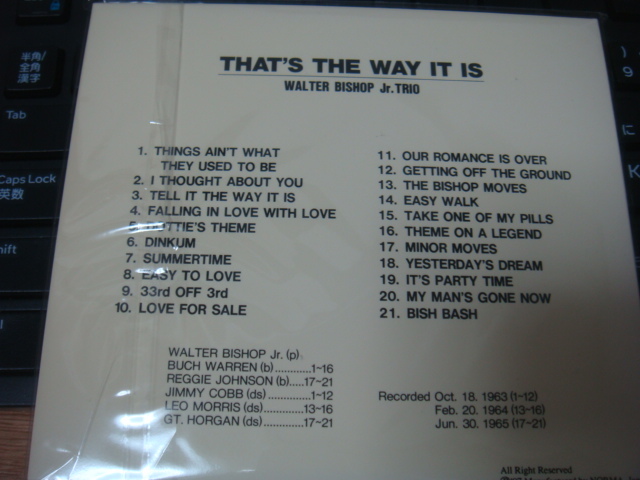 THAT'S THE WAY IT IS
WALTER BISHOP Jr. TRIO
1. THINGS AIN'T WHAT
THEY USED TO BE
2. I THOUGHT ABOUT YOU
3. TELL IT THE WAY IT IS
4. FALLING IN LOVE WITH LOVE
5. DOTTIE'S THEME
6. DINKUM
7. SUMMERTIME
8. EASY TO LOVE
9. 33rd OFF 3rd
10. LOVE FOR SALE
11. OUR ROMANCE IS OVER
12. GETTING OFF THE GROUND
13. THE BISHOP MOVES
14. EASY WALK
15. TAKE ONE OF MY PILLS
16. THEME ON A LEGEND
17. MINOR MOVES
18. YESTERDAY'S DREAM
19. IT'S PARTY TIME
20. MY MAN'S GONE NOW
21. BISH BASH
WALTER BISHOP Jr. (p)
BUCH WARREN (b)............1~16
REGGIE JOHNSON (b).....17~21
JIMMY COBB (ds)...............1~12
LEO MORRIS (ds)............13~16
GT. HORGAN (ds)............17~21
Recorded Oct. 18. 1963 (1~12)
Feb. 20. 1964 (13~16)
Jun. 30. 1965 (17~21)
All Right Reserved
半角/
全角
漢字
Tab
Caps Lock
英数
hift
)
9
に
K